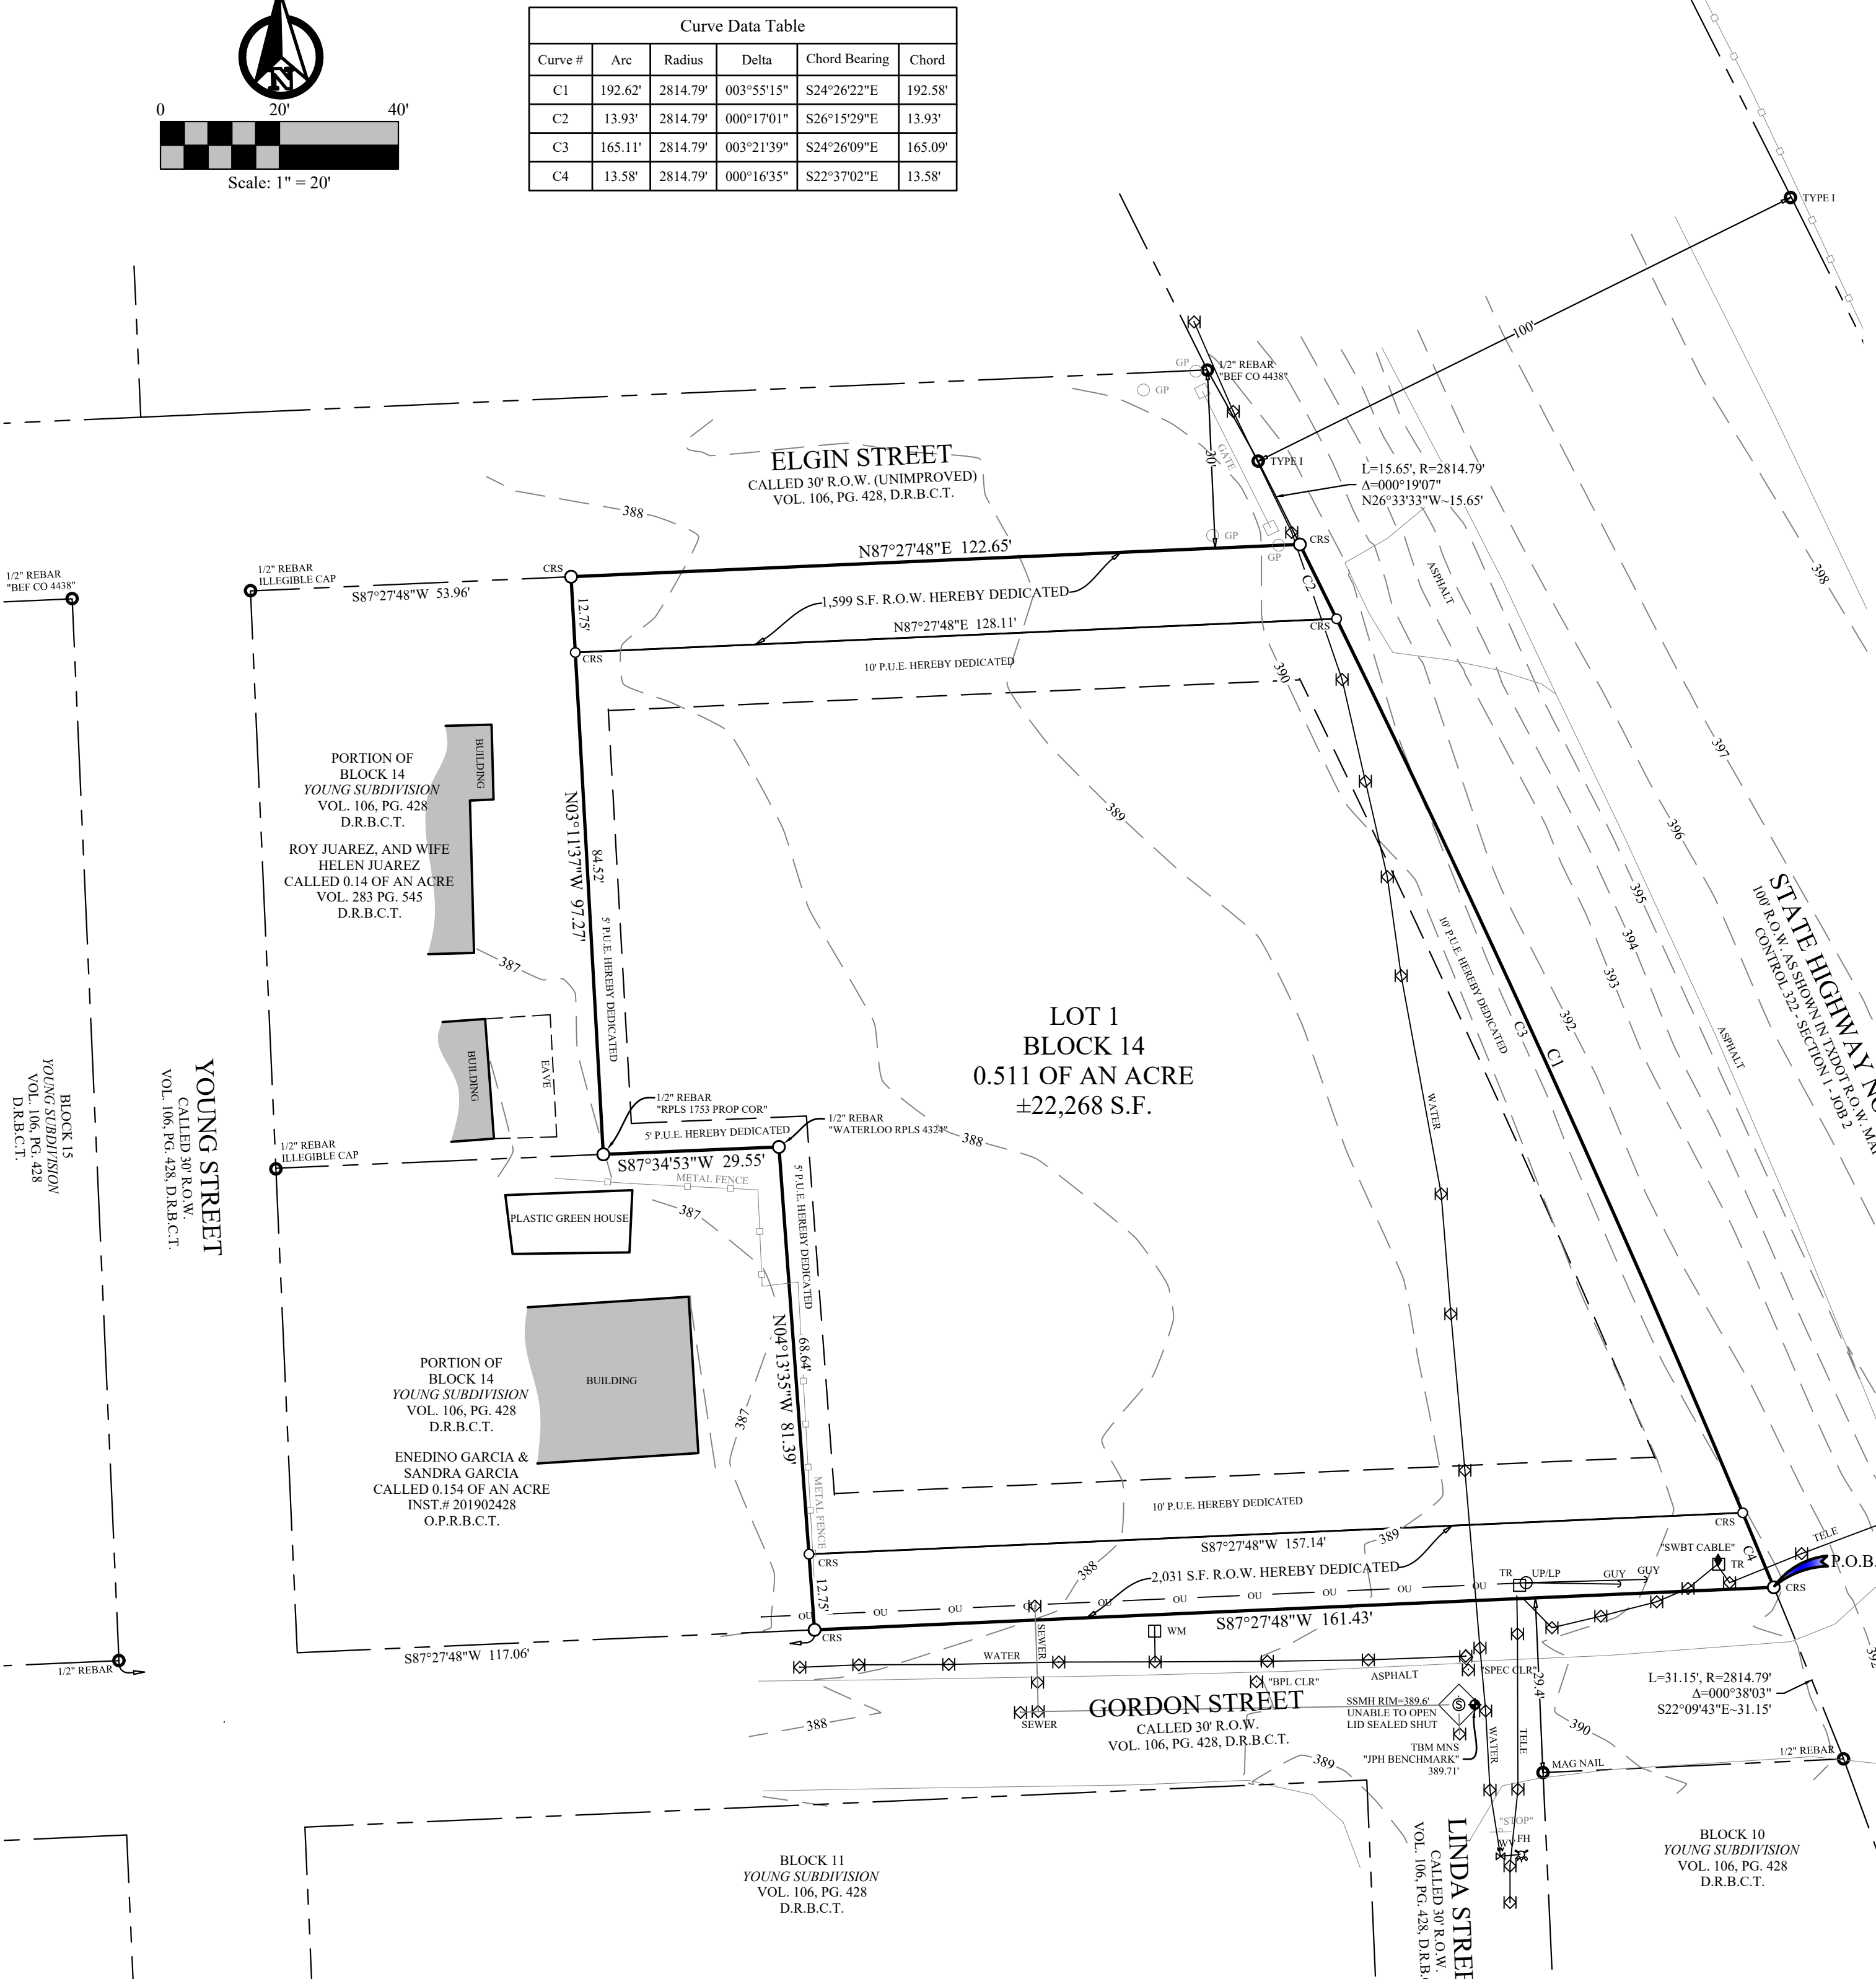 N
0
20'
40'
Scale: 1" = 20'
Curve Data Table
Curve # Arc Radius Delta Chord Bearing Chord
C1 192.62' 2814.79' 003°55'15" S24°26'22"E 192.58'
C2 13.93' 2814.79' 000°17'01" S26°15'29"E 13.93'
C3 165.11' 2814.79' 003°21'39" S24°26'09"E 165.09'
C4 13.58' 2814.79' 000°16'35" S22°37'02"E 13.58'
TYPE I
100'
GP
GP
1/2" REBAR
"BEF CO 4438"
GATE
30'
TYPE I
L=15.65', R=2814.79'
Δ=000°19'07"
N26°33'33"W~15.65'
ELGIN STREET
CALLED 30' R.O.W. (UNIMPROVED)
VOL. 106, PG. 428, D.R.B.C.T.
388
GP
GP
CRS
N87°27'48"E 122.65'
CRS
1/2" REBAR
ILLEGIBLE CAP
S87°27'48"W 53.96'
1/2" REBAR
"BEF CO 4438"
12.75'
1,599 S.F. R.O.W. HEREBY DEDICATED
N87°27'48"E 128.11'
C2
CRS
CRS
10' P.U.E. HEREBY DEDICATED
390
ASPHALT
398
397
396
395
394
393
392
389
BUILDING
PORTION OF
BLOCK 14
YOUNG SUBDIVISION
VOL. 106, PG. 428
D.R.B.C.T.
ROY JUAREZ, AND WIFE
HELEN JUAREZ
CALLED 0.14 OF AN ACRE
VOL. 283 PG. 545
D.R.B.C.T.
N03°11'37"W 97.27'
84.52'
5' P.U.E. HEREBY DEDICATED
387
BUILDING
EAVE
10' P.U.E. HEREBY DEDICATED
C3
C1
STATE HIGHWAY
100' R.O.W. AS SHOWN IN TXDOT R.O.W.
CONTROL 322 - SECTION 1 - JOB 2
ASPHALT
LOT 1
BLOCK 14
0.511 OF AN ACRE
±22,268 S.F.
WATER
BLOCK 15
YOUNG SUBDIVISION
VOL. 106, PG. 428
D.R.B.C.T.
YOUNG STREET
CALLED 30' R.O.W.
VOL. 106, PG. 428, D.R.B.C.T.
1/2" REBAR
"RPLS 1753 PROP COR"
5' P.U.E. HEREBY DEDICATED
1/2" REBAR
"WATERLOO RPLS 4324"
388
1/2" REBAR
ILLEGIBLE CAP
S87°34'53"W 29.55'
METAL FENCE
PLASTIC GREEN HOUSE
387
5' P.U.E. HEREBY DEDICATED
N04°13'35"W 81.39'
68.64'
METAL FENCE
BUILDING
387
PORTION OF
BLOCK 14
YOUNG SUBDIVISION
VOL. 106, PG. 428
D.R.B.C.T.
ENEDINO GARCIA &
SANDRA GARCIA
CALLED 0.154 OF AN ACRE
INST.# 201902428
O.P.R.B.C.T.
10' P.U.E. HEREBY DEDICATED
CRS
S87°27'48"W 157.14'
389
CRS
C4
TELE
"SWBT CABLE"
TR
P.O.B.
CRS
2,031 S.F. R.O.W. HEREBY DEDICATED
388
TR
UP/LP
GUY
GUY
12.75'
OU
OU
OU
OU
OU
OU
OU
OU
OU
OU
S87°27'48"W 161.43'
CRS
S87°27'48"W 117.06'
1/2" REBAR
SEWER
WM
WATER
ASPHALT
"SPEC CLR"
"BPL CLR"
29.4'
L=31.15', R=2814.79'
Δ=000°38'03"
S22°09'43"E~31.15'
392
GORDON STREET
CALLED 30' R.O.W.
VOL. 106, PG. 428, D.R.B.C.T.
SEWER
388
SSMH RIM=389.6'
UNABLE TO OPEN
LID SEALED SHUT
S
TBM MNS
"JPH BENCHMARK"
389.71'
WATER
TELE
390
1/2" REBAR
MAG NAIL
389
"STOP"
WV
FH
LINDA
CALLED 30' R.O.W.
VOL. 106, PG. 428,
BLOCK 10
YOUNG SUBDIVISION
VOL. 106, PG. 428
D.R.B.C.T.
BLOCK 11
YOUNG SUBDIVISION
VOL. 106, PG. 428
D.R.B.C.T.